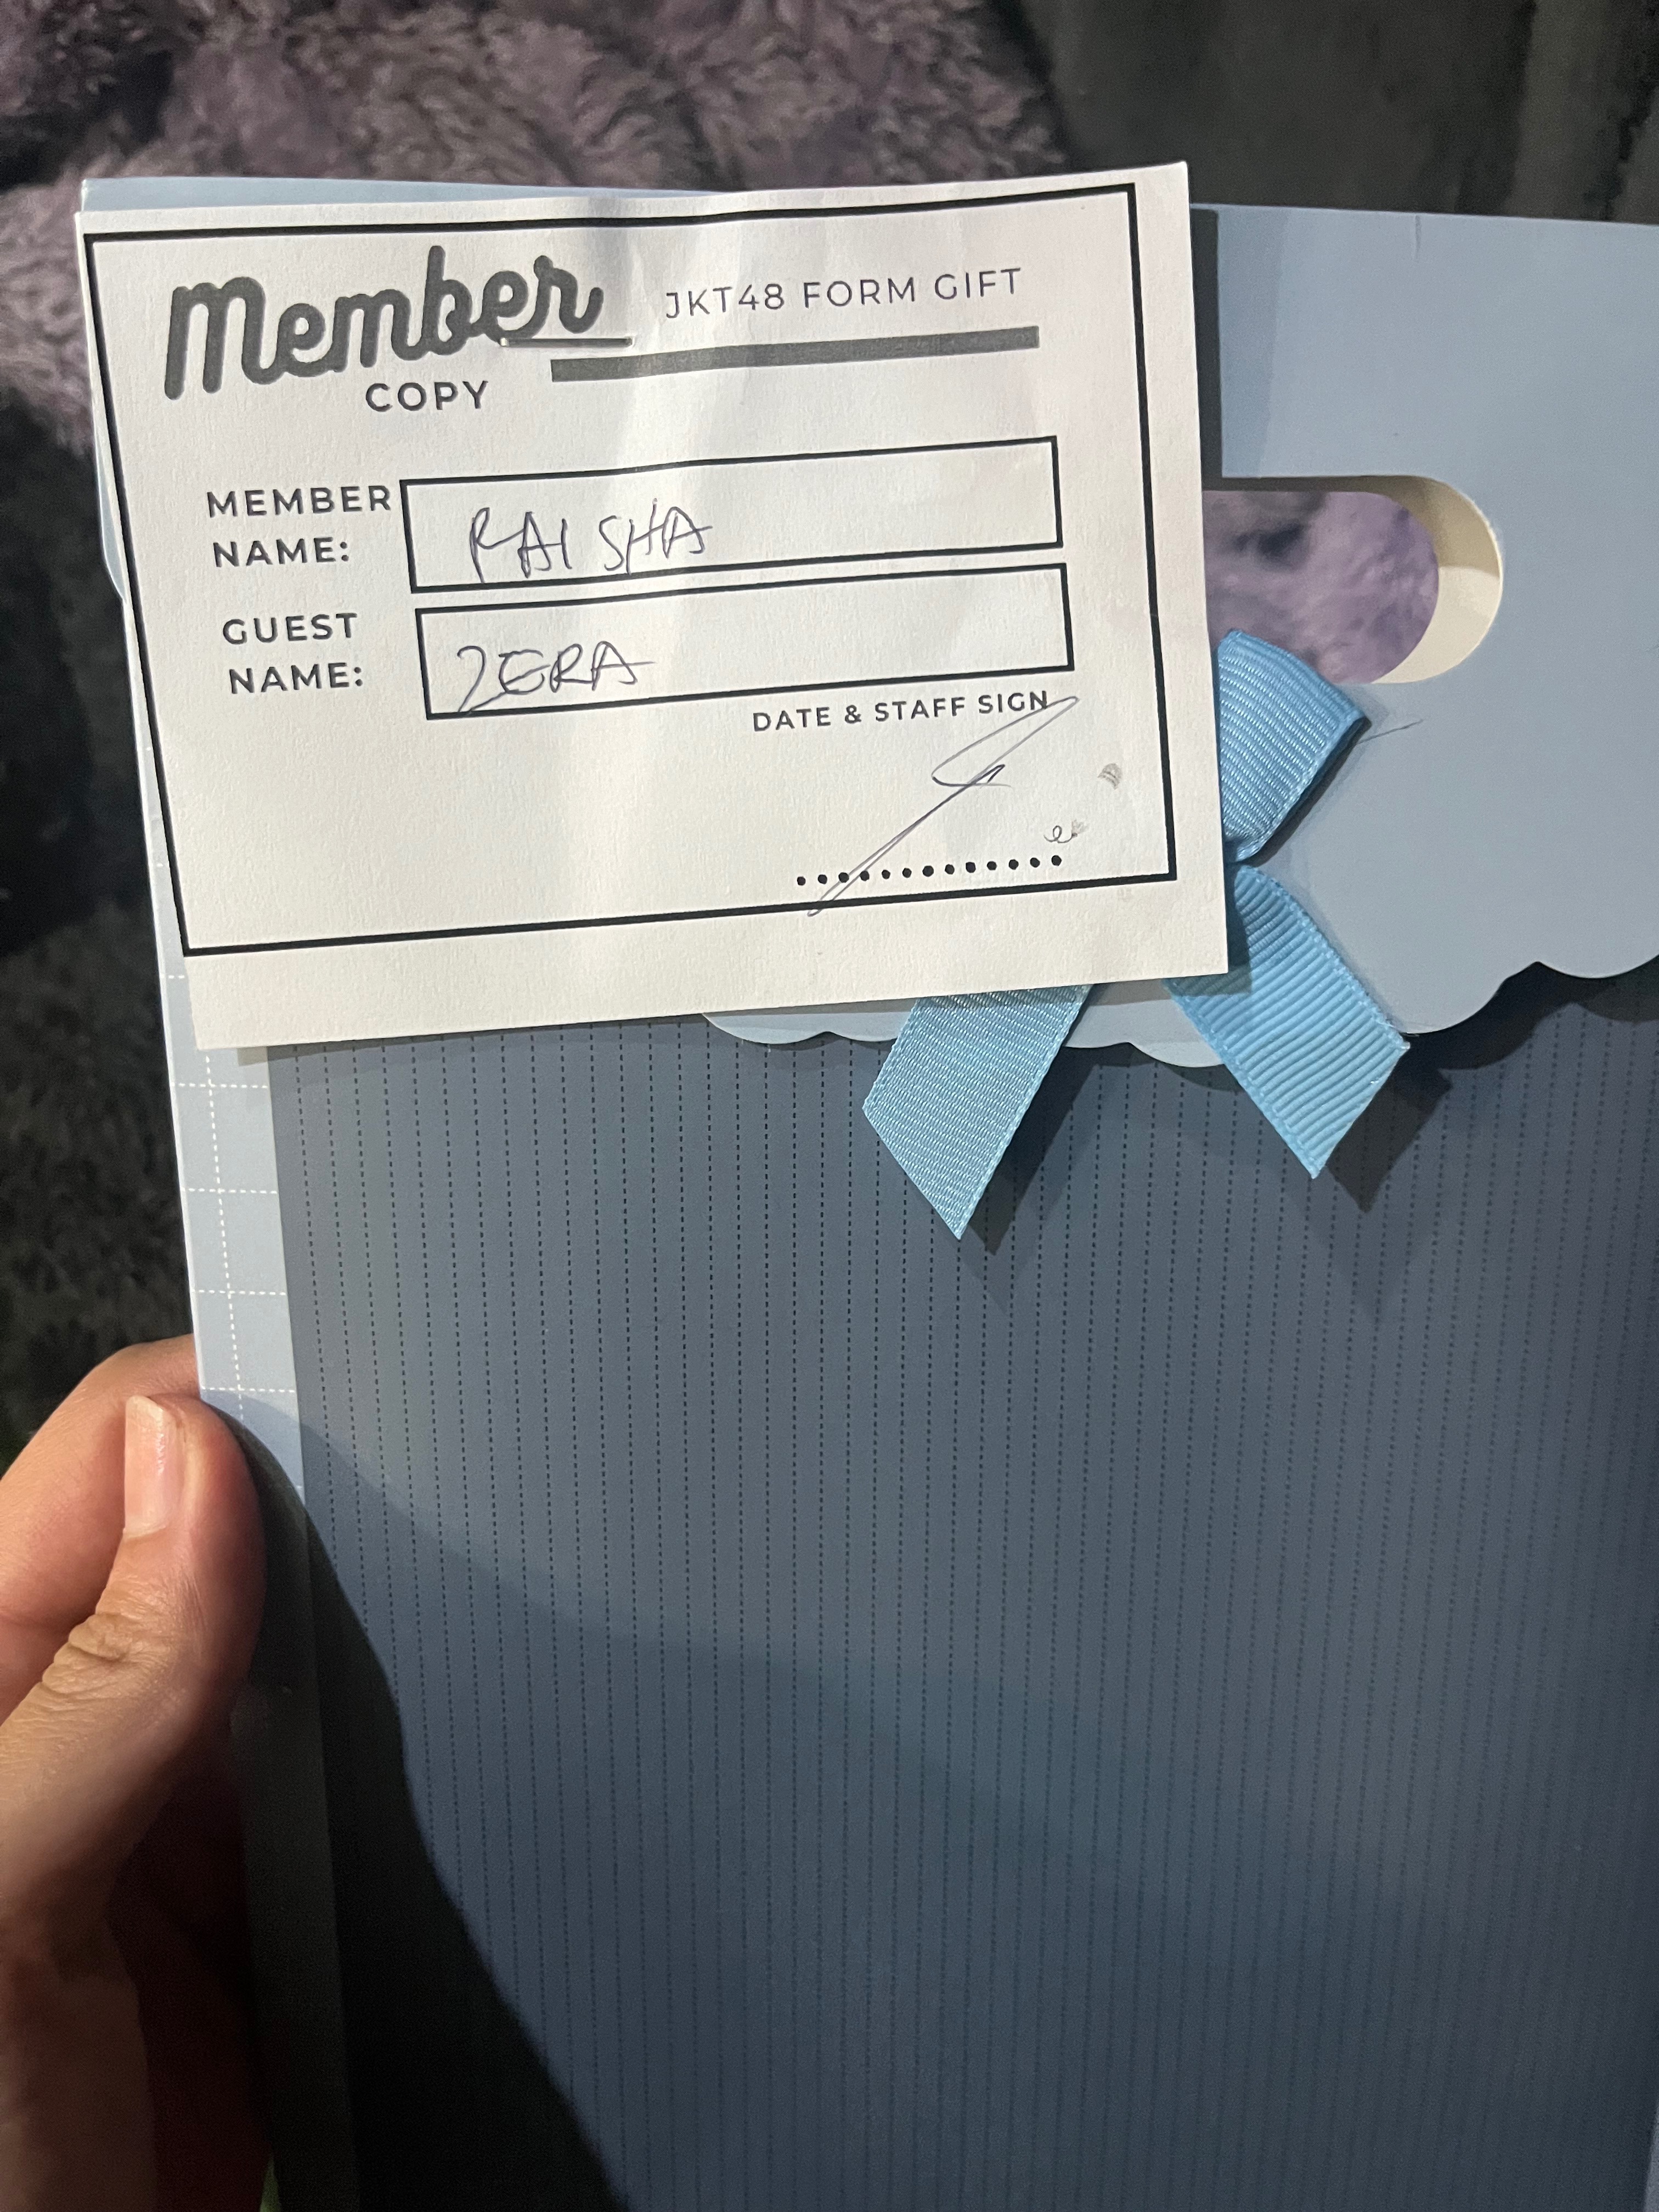 Member
JKT48 FORM GIFT
COPY
MEMBER NAME:
RAISHA
GUEST NAME:
ZERA
DATE & STAFF SIGN